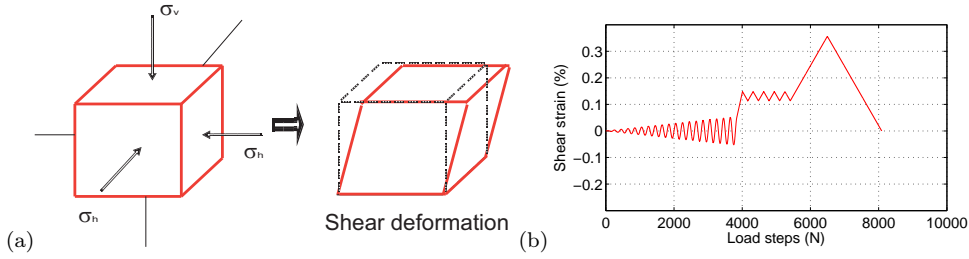 (a)
σv
σh
σh
Shear deformation
(b)
Shear strain (%)
0.3
0.2
0.1
0
−0.1
−0.2
0
2000
4000
6000
8000
10000
Load steps (N)